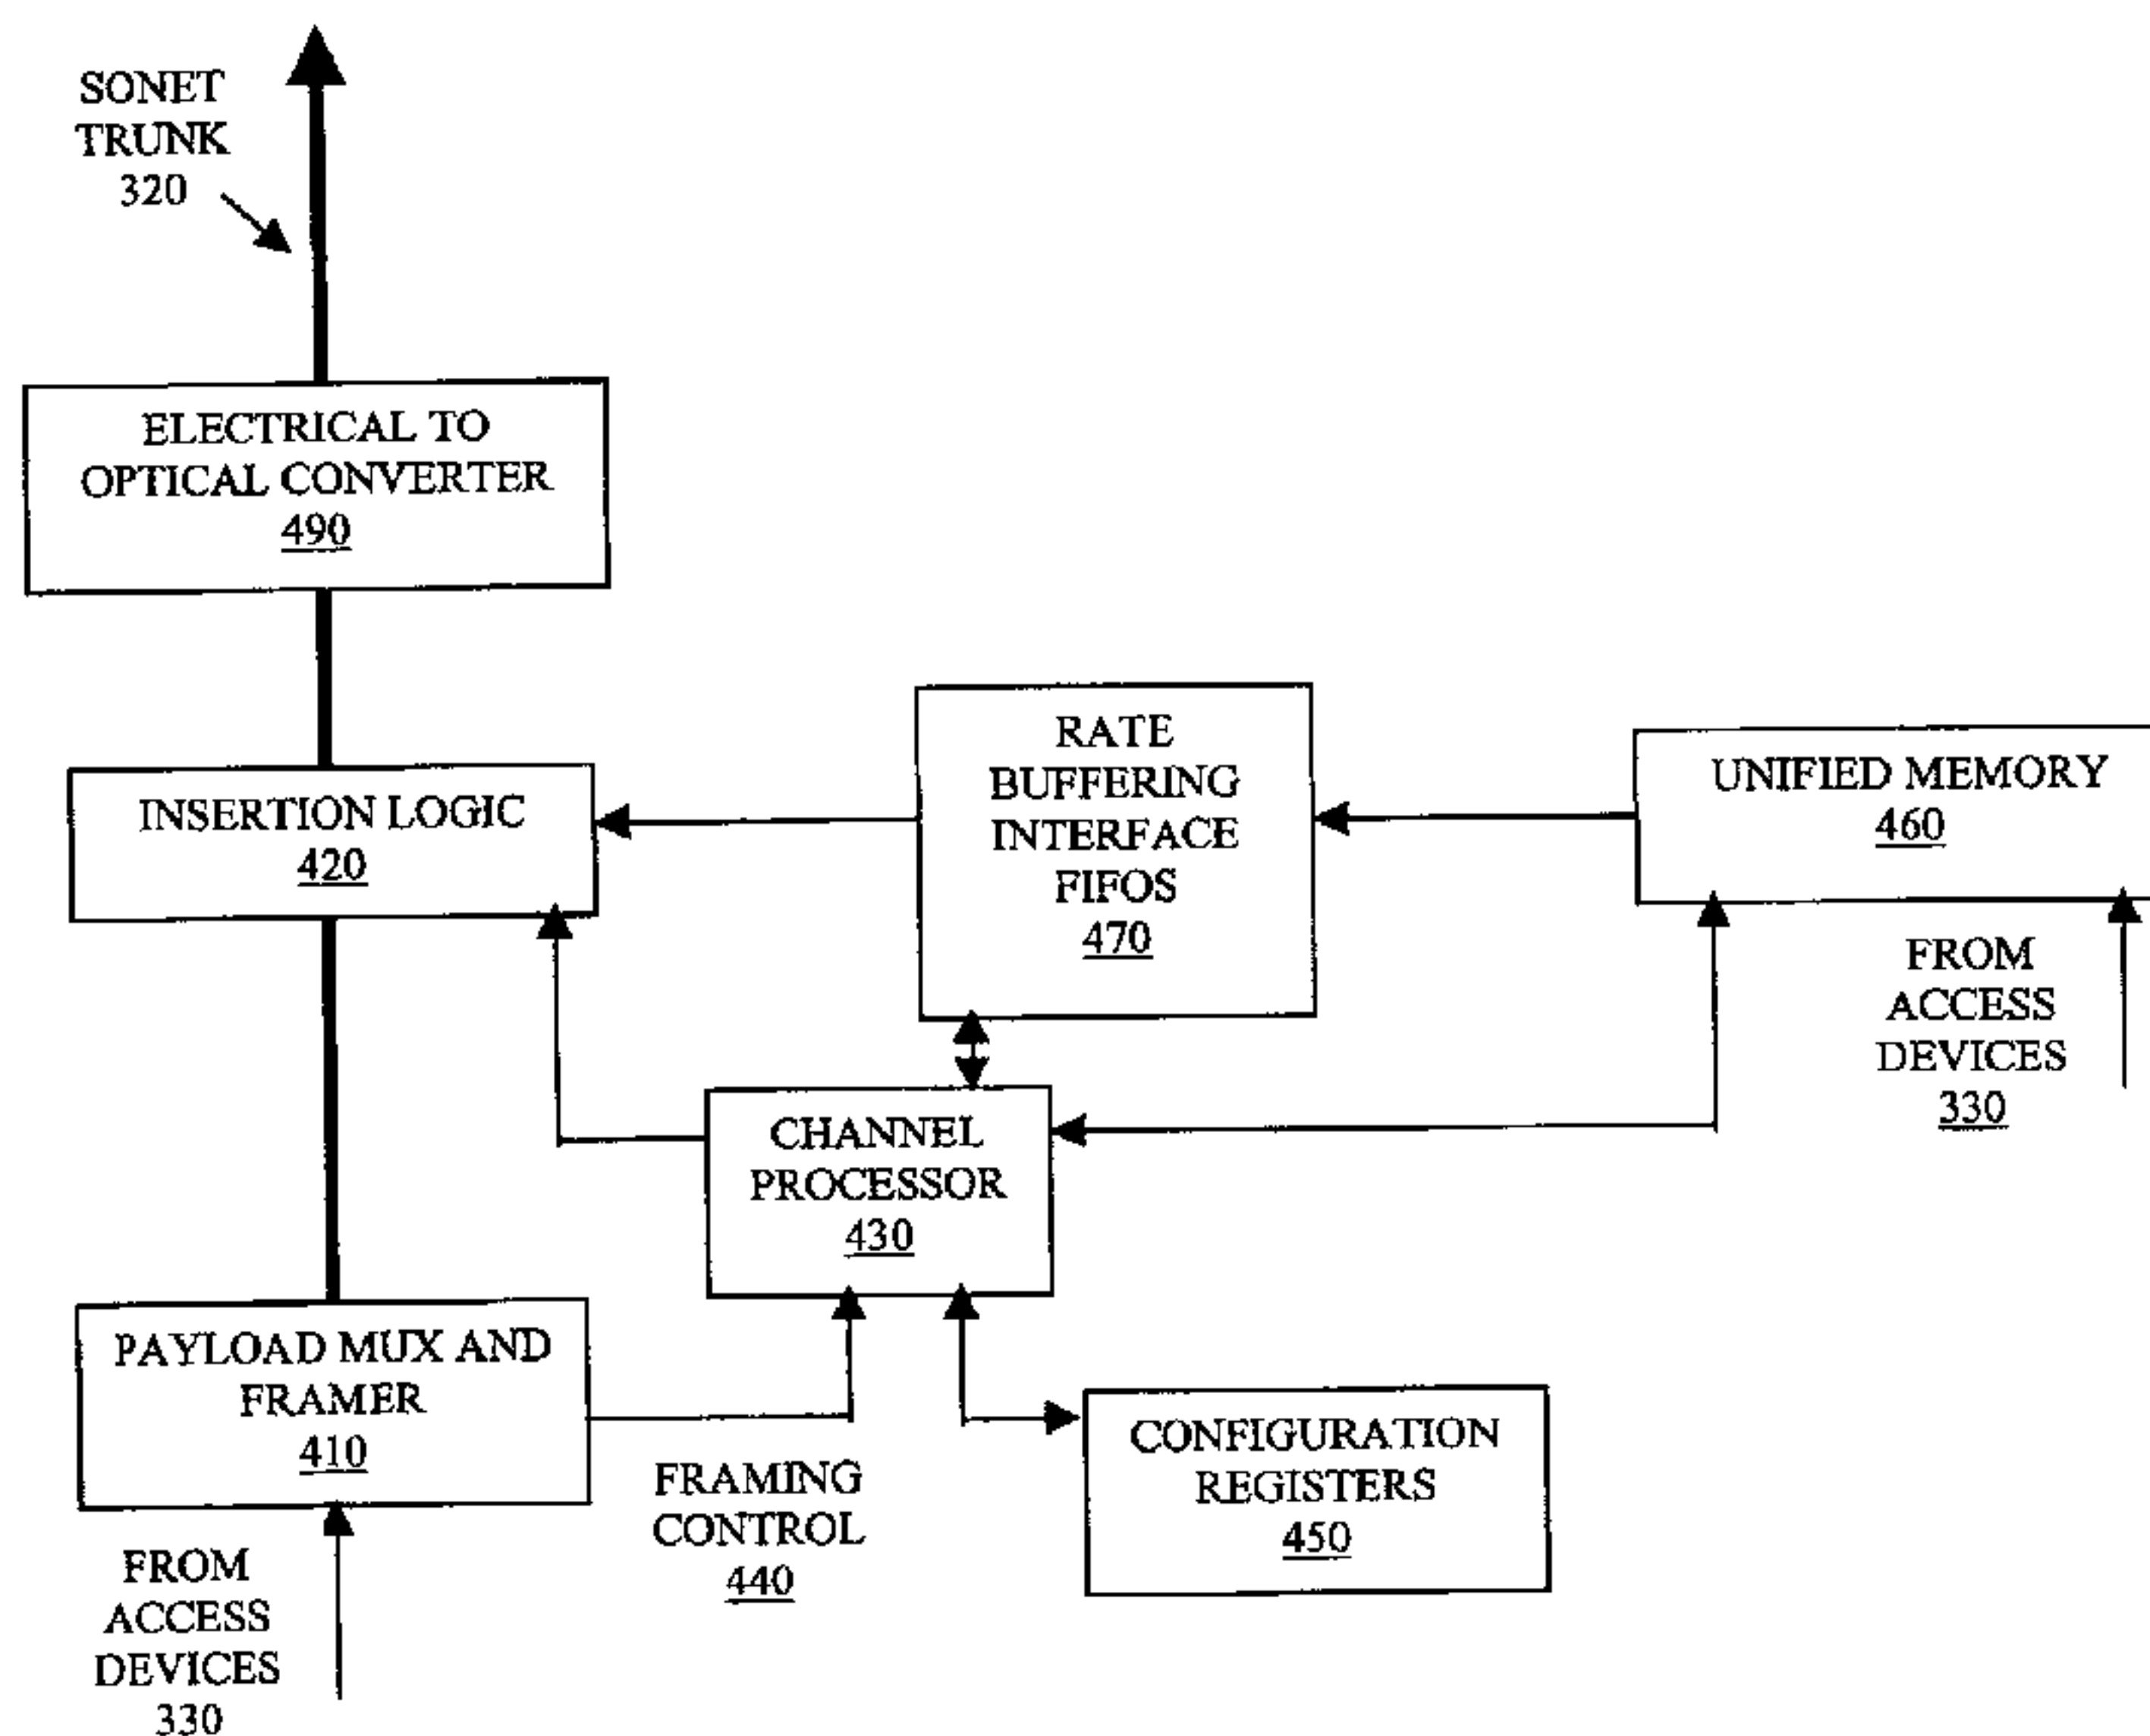 SONET
TRUNK
320
ELECTRICAL TO
OPTICAL CONVERTER
490
INSERTION LOGIC
420
RATE
BUFFERING
INTERFACE
FIFOS
470
UNIFIED MEMORY
460
FROM
ACCESS
DEVICES
330
CHANNEL
PROCESSOR
430
PAYLOAD MUX AND
FRAMER
410
FRAMING
CONTROL
440
CONFIGURATION
REGISTERS
450
FROM
ACCESS
DEVICES
330